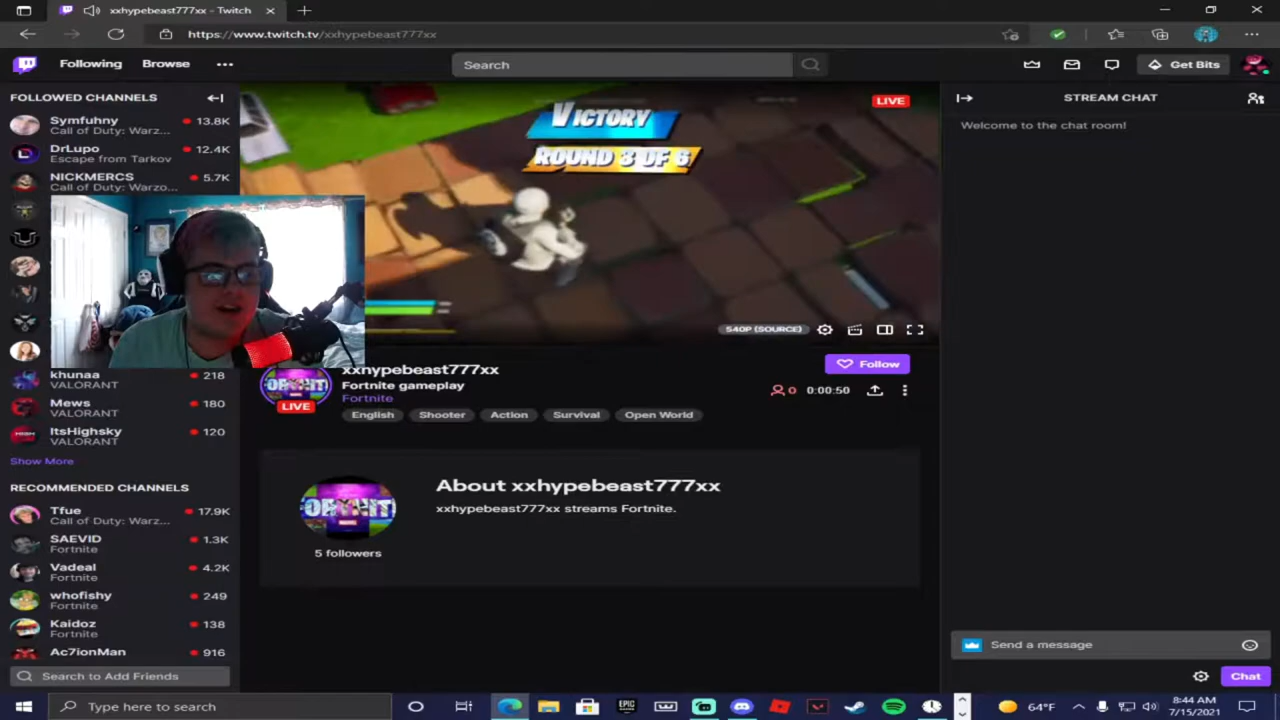 xxhypebeast777xx - Twitch
https://www.twitch.tv/xxhypebeast777xx
Following
Browse
Search
Get Bits
FOLLOWED CHANNELS
Symfuhny
13.8K
Call of Duty: Warz...
DrLupo
12.4K
Escape from Tarkov
NICKMERCS
5.7K
Call of Duty: Warzo...
khunaa
218
VALORANT
Mews
180
VALORANT
ItsHighsky
120
VALORANT
Show More
RECOMMENDED CHANNELS
Tfue
17.9K
Call of Duty: Warz...
SAEVID
1.3K
Fortnite
Vadeal
4.2K
Fortnite
whofishy
249
Fortnite
Kaidoz
138
Fortnite
Ac7ionMan
916
Search to Add Friends
VICTORY
ROUND 3 OF 6
LIVE
540P (SOURCE)
LIVE
xxhypebeast777xx
Fortnite gameplay
Fortnite
English
Shooter
Action
Survival
Open World
Follow
0
0:00:50
About xxhypebeast777xx
xxhypebeast777xx streams Fortnite.
5 followers
STREAM CHAT
Welcome to the chat room!
Send a message
Chat
Type here to search
EPIC
64°F
8:44 AM
7/15/2021